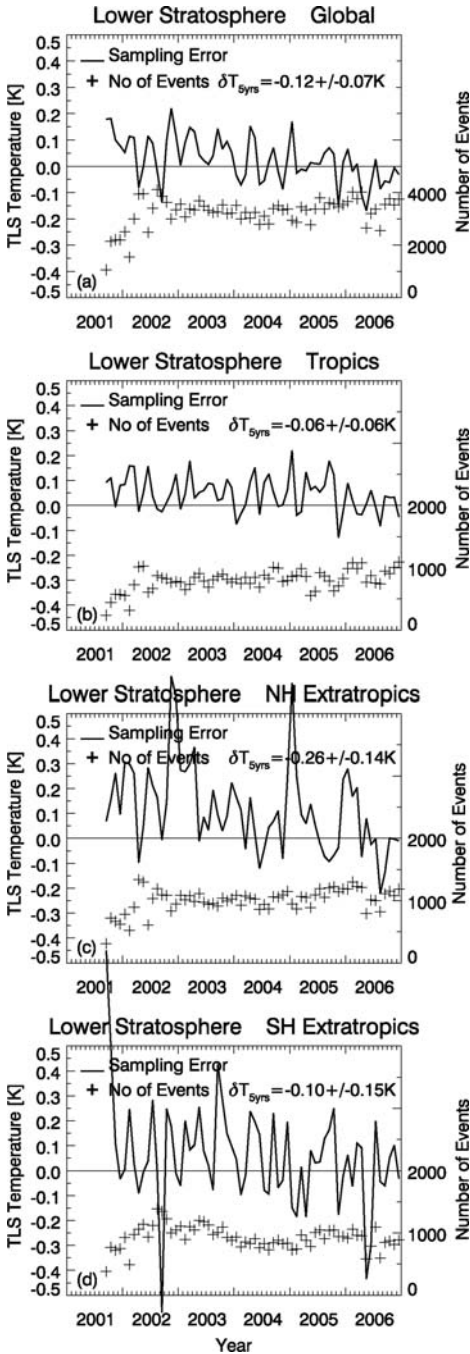 Lower Stratosphere Global
0.5
0.4
0.3
0.2
0.1
0.0
-0.1
-0.2
-0.3
-0.4
-0.5
TLS Temperature [K]
Sampling Error
No of Events δT5yrs=-0.12+/-0.07K
(a)
4000
2000
0
Number of Events
2001 2002 2003 2004 2005 2006
Lower Stratosphere Tropics
0.5
0.4
0.3
0.2
0.1
0.0
-0.1
-0.2
-0.3
-0.4
-0.5
TLS Temperature [K]
Sampling Error
No of Events δT5yrs=-0.06+/-0.06K
(b)
2000
1000
0
Number of Events
2001 2002 2003 2004 2005 2006
Lower Stratosphere NH Extratropics
0.5
0.4
0.3
0.2
0.1
0.0
-0.1
-0.2
-0.3
-0.4
-0.5
TLS Temperature [K]
Sampling Error
No of Events δT5yrs=-0.26+/-0.14K
(c)
2000
1000
0
Number of Events
2001 2002 2003 2004 2005 2006
Lower Stratosphere SH Extratropics
0.5
0.4
0.3
0.2
0.1
0.0
-0.1
-0.2
-0.3
-0.4
-0.5
TLS Temperature [K]
Sampling Error
No of Events δT5yrs=-0.10+/-0.15K
(d)
2000
1000
0
Number of Events
2001 2002 2003 2004 2005 2006
Year